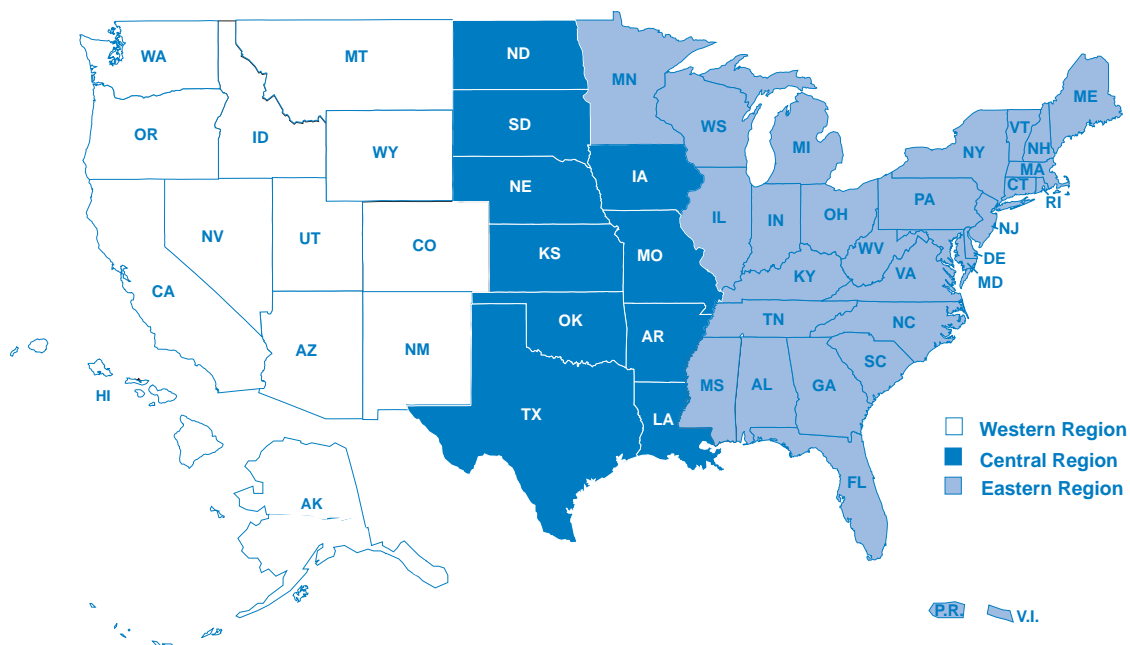 WA
MT
ND
MN
ME
OR
ID
SD
WS
VT
WY
MI
NY
NH
MA
NE
IA
CT
RI
PA
IL
IN
OH
NJ
NV
UT
CO
KS
MO
WV
DE
VA
MD
KY
CA
TN
NC
OK
AR
AZ
NM
SC
HI
MS
AL
GA
TX
LA
Western Region
Central Region
FL
Eastern Region
AK
P.R.
V.I.